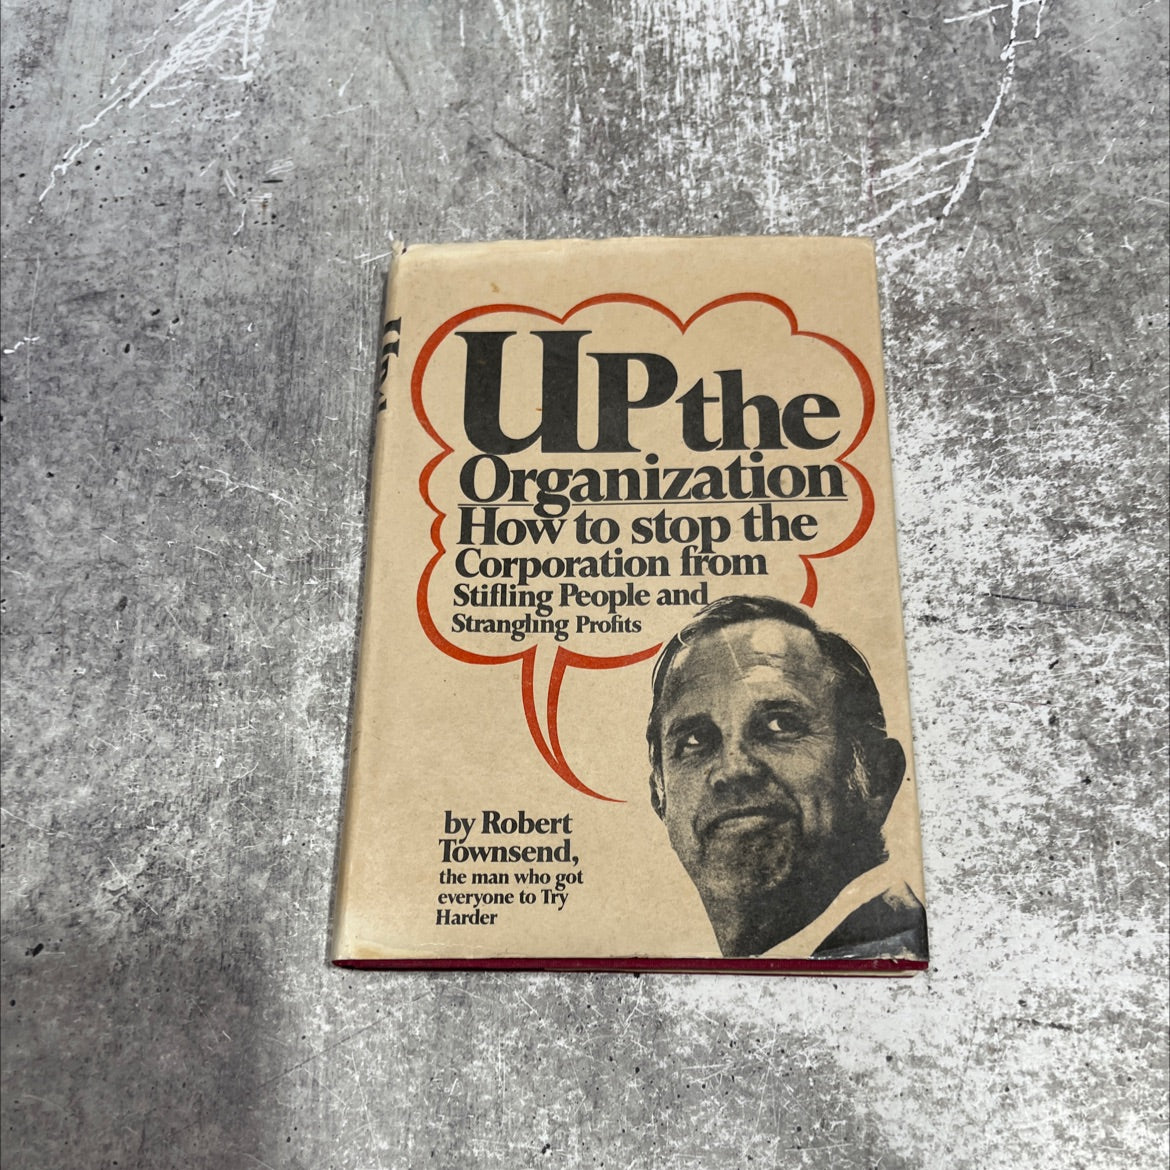 UP the
Organization
How to stop the
Corporation from
Stifling People and
Strangling Profits
by Robert
Townsend,
the man who got
everyone to Try
Harder